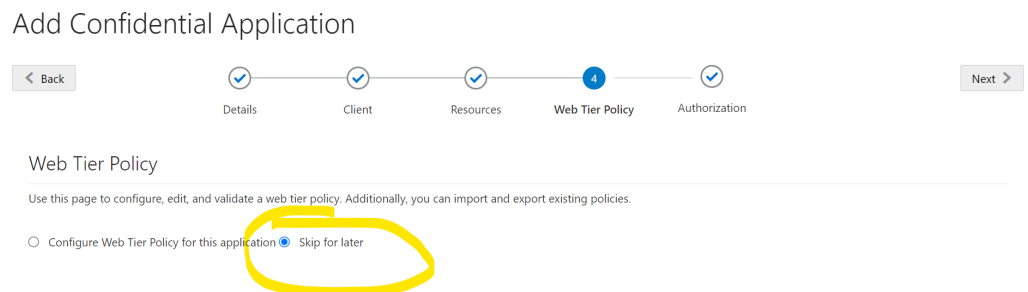 Add Confidential Application
Back
Next
4
Details
Client
Resources
Web Tier Policy
Authorization
Web Tier Policy
Use this page to configure, edit, and validate a web tier policy. Additionally, you can import and export existing policies.
Configure Web Tier Policy for this application Skip for later